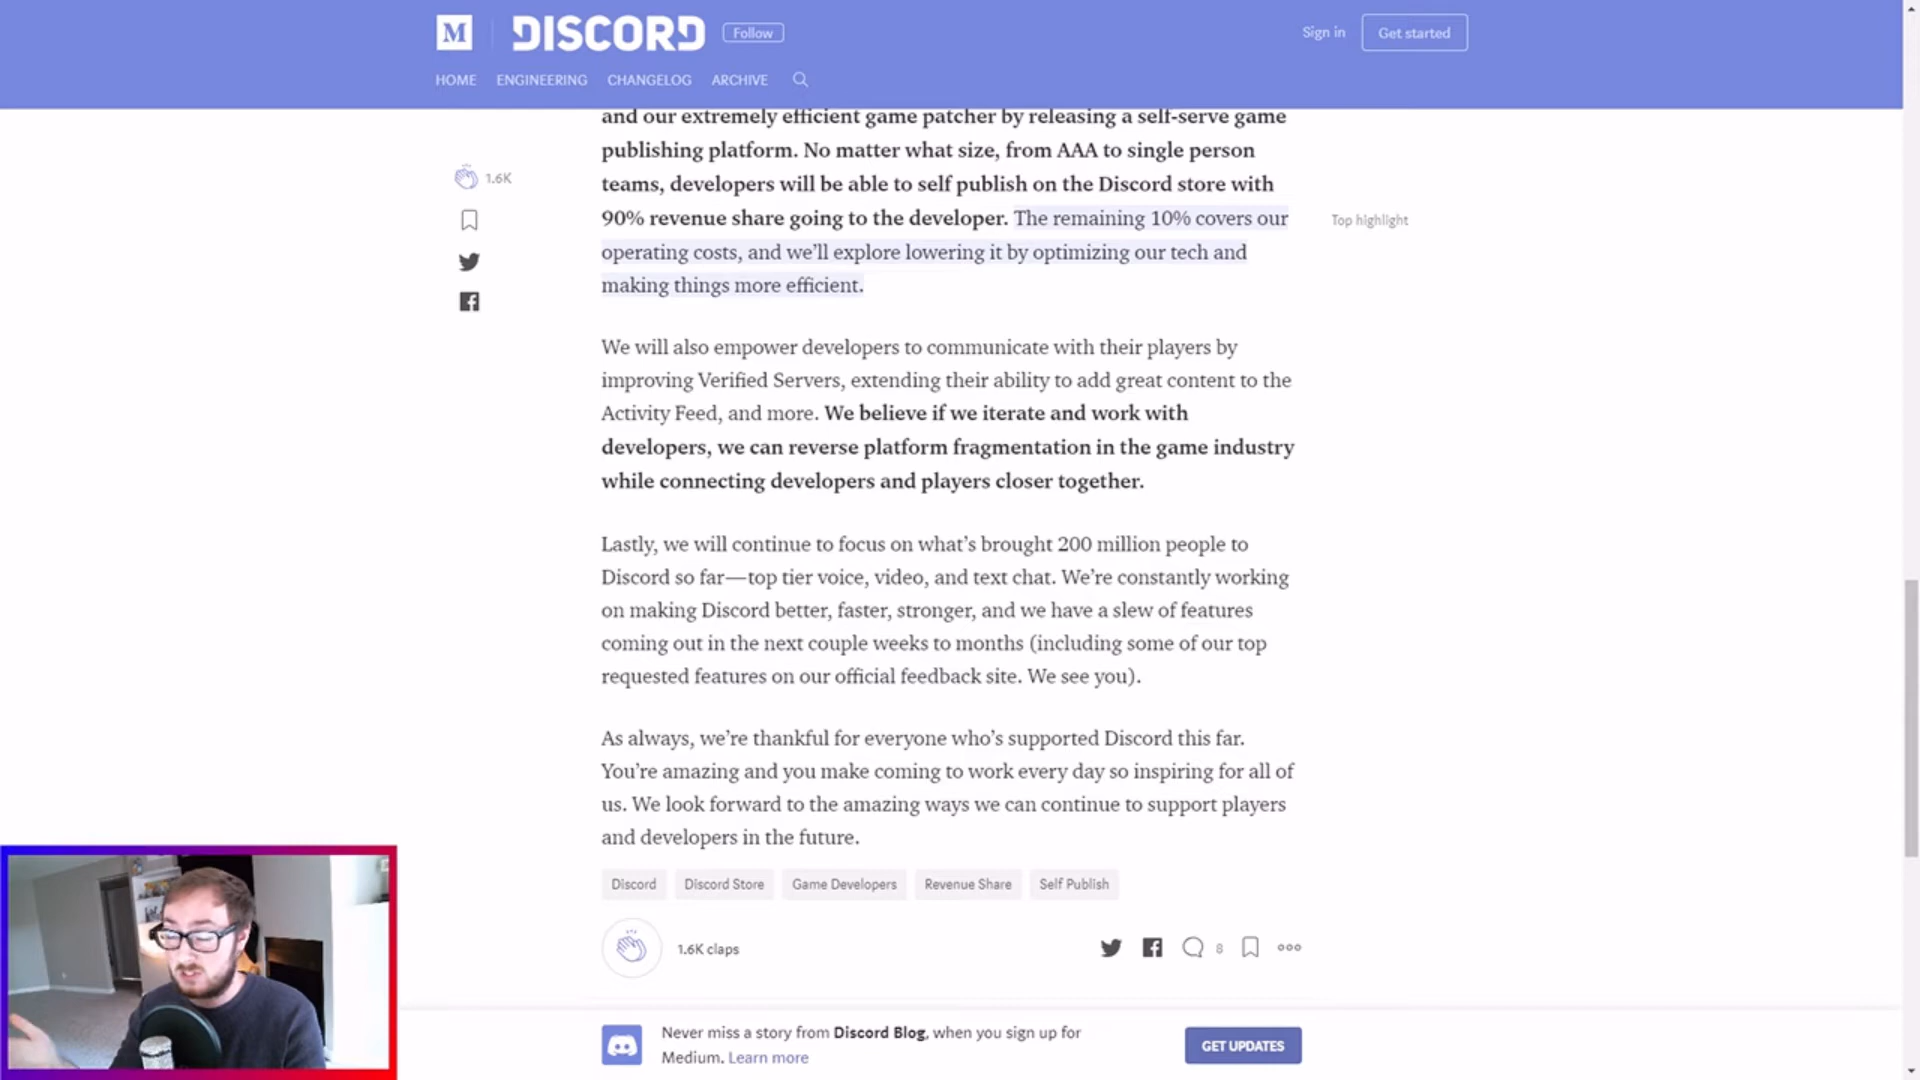 M DISCORD Follow
Sign in Get started
HOME ENGINEERING CHANGELOG ARCHIVE
and our extremely efficient game patcher by releasing a self-serve game
publishing platform. No matter what size, from AAA to single person
teams, developers will be able to self publish on the Discord store with
90% revenue share going to the developer. The remaining 10% covers our
operating costs, and we’ll explore lowering it by optimizing our tech and
making things more efficient.
1.6K
Top highlight
We will also empower developers to communicate with their players by
improving Verified Servers, extending their ability to add great content to the
Activity Feed, and more. We believe if we iterate and work with
developers, we can reverse platform fragmentation in the game industry
while connecting developers and players closer together.
Lastly, we will continue to focus on what’s brought 200 million people to
Discord so far—top tier voice, video, and text chat. We’re constantly working
on making Discord better, faster, stronger, and we have a slew of features
coming out in the next couple weeks to months (including some of our top
requested features on our official feedback site. We see you).
As always, we’re thankful for everyone who’s supported Discord this far.
You’re amazing and you make coming to work every day so inspiring for all of
us. We look forward to the amazing ways we can continue to support players
and developers in the future.
Discord Discord Store Game Developers Revenue Share Self Publish
1.6K claps
8
Never miss a story from Discord Blog, when you sign up for
Medium. Learn more
GET UPDATES